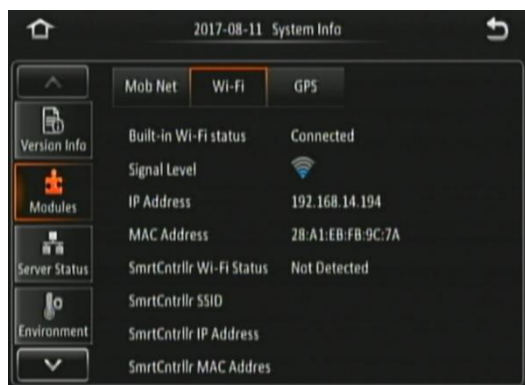 2017-08-11 System Info
Mob Net Wi-Fi GPS
Version Info
Modules
Server Status
Environment
Built-in Wi-Fi status Connected
Signal Level
IP Address 192.168.14.194
MAC Address 28:A1:EB:FB:9C:7A
SmrtCntrllr Wi-Fi Status Not Detected
SmrtCntrllr SSID
SmrtCntrllr IP Address
SmrtCntrllr MAC Addres